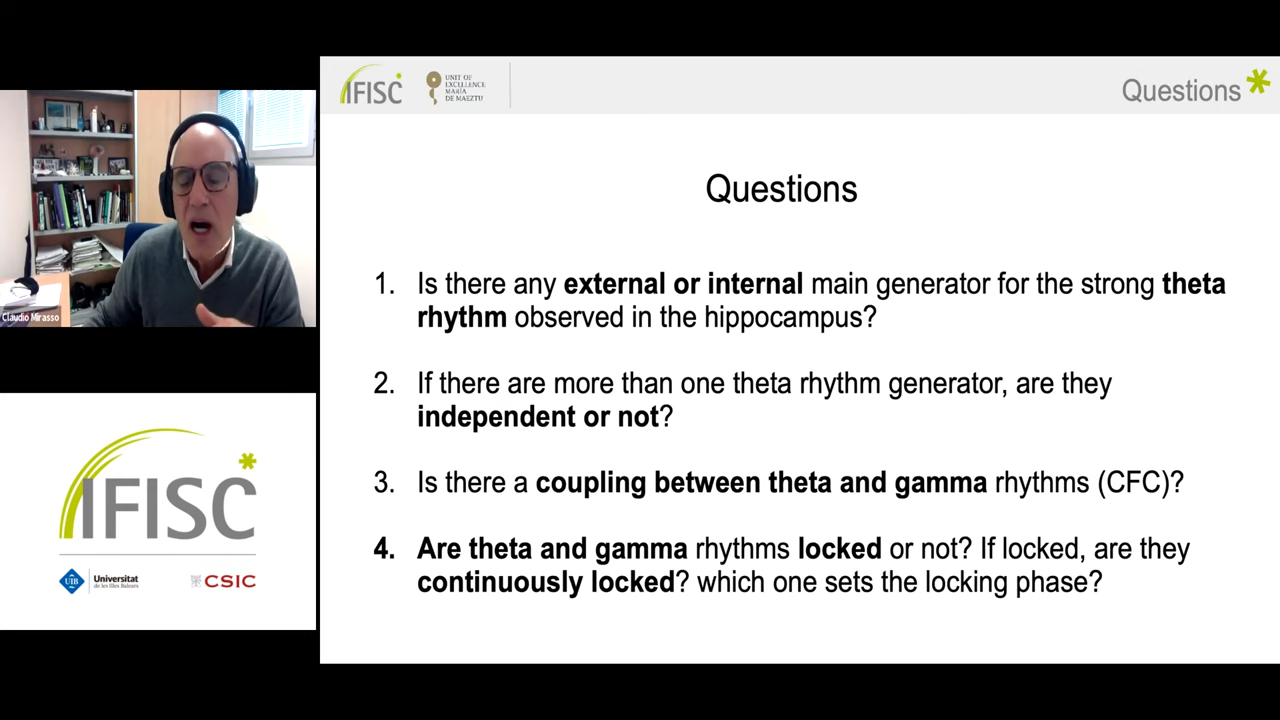 IFISC
UNIT OF
EXCELLENCE
MARÍA
DE MAEZTU
Questions
Questions
1. Is there any external or internal main generator for the strong theta
rhythm observed in the hippocampus?
2. If there are more than one theta rhythm generator, are they
independent or not?
3. Is there a coupling between theta and gamma rhythms (CFC)?
4. Are theta and gamma rhythms locked or not? If locked, are they
continuously locked? which one sets the locking phase?
Claudio Mirasso
IFISC
UIB
Universitat
de les Illes Balears
CSIC